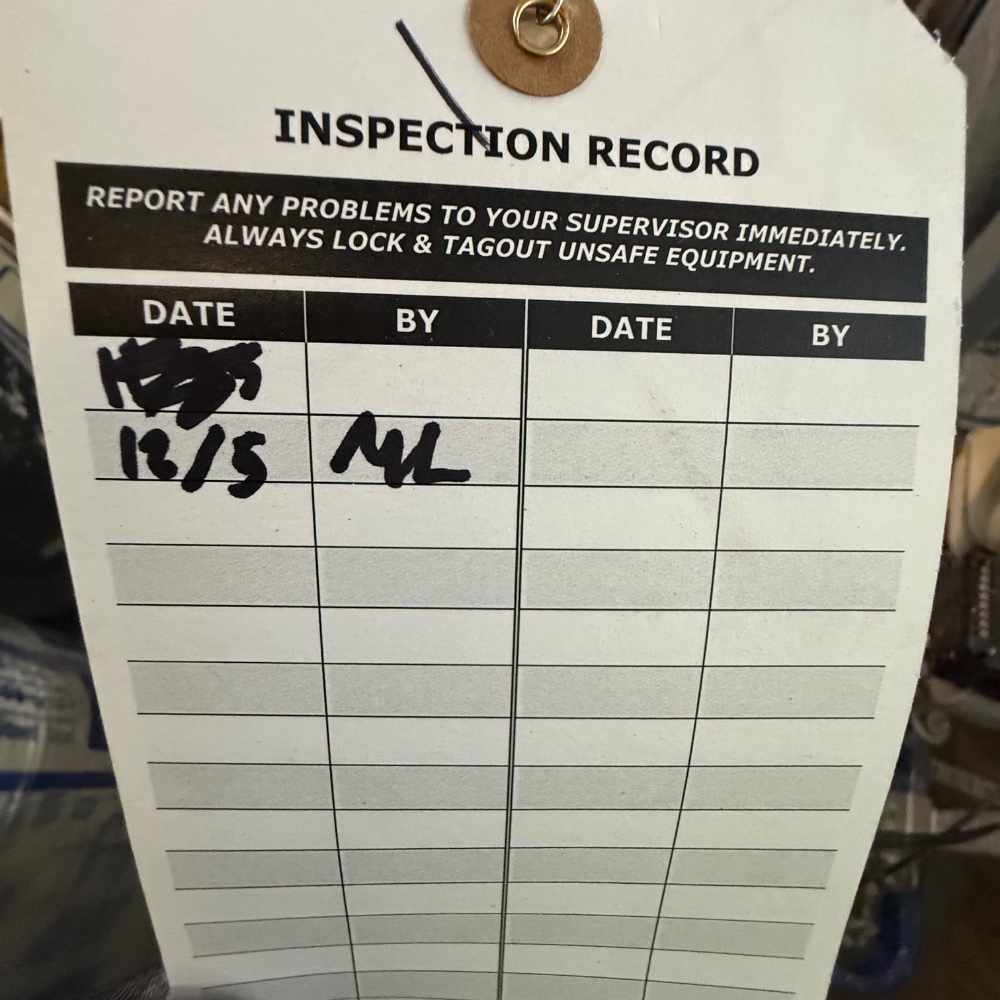 INSPECTION RECORD
REPORT ANY PROBLEMS TO YOUR SUPERVISOR IMMEDIATELY.
ALWAYS LOCK & TAGOUT UNSAFE EQUIPMENT.
DATE BY DATE BY
12/5